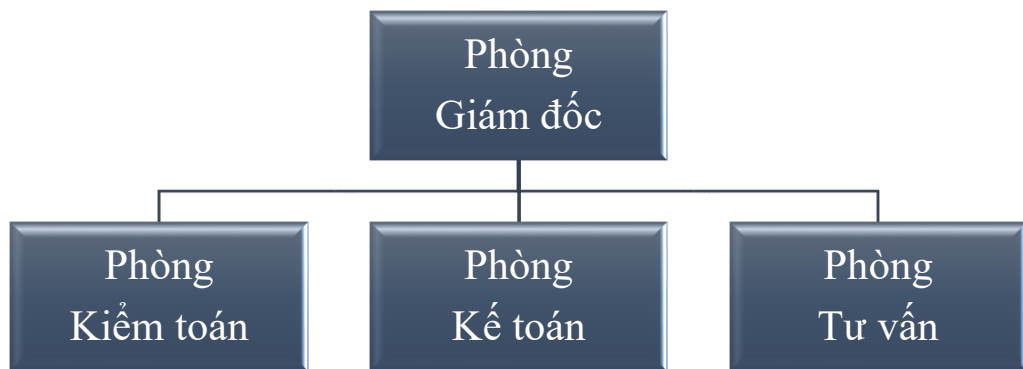 Phòng
Giám đốc
Phòng
Kiểm toán
Phòng
Kế toán
Phòng
Tư vấn